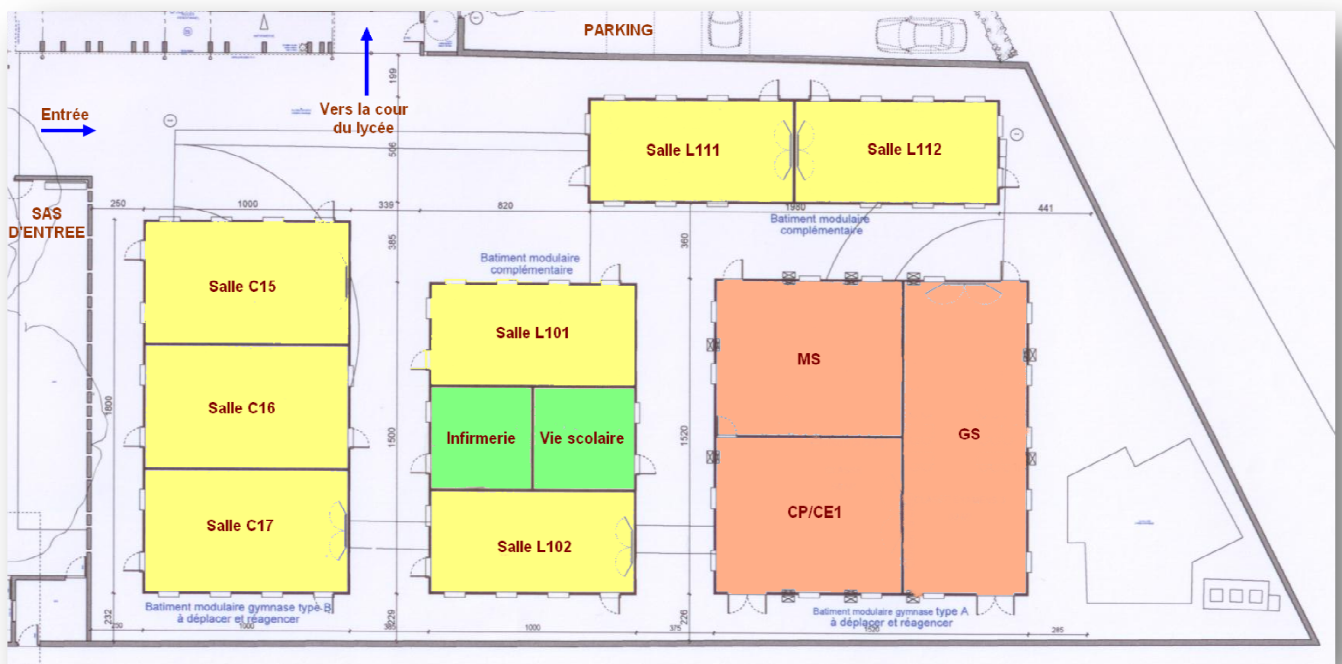 PARKING
Entrée
Vers la cour
du lycée
199
506
Salle L111
Salle L112
SAS
D'ENTREE
250
1000
339
820
1980
441
Batiment modulaire
complémentaire
385
360
Batiment modulaire
complémentaire
Salle C15
Salle L101
MS
Salle C16
Infirmerie
Vie scolaire
GS
1800
1500
1520
Salle C17
Salle L102
CP/CE1
Batiment modulaire gymnase type B
à déplacer et réagencer
Batiment modulaire gymnase type A
à déplacer et réagencer
232
229
226
1000
1000
375
1520
285